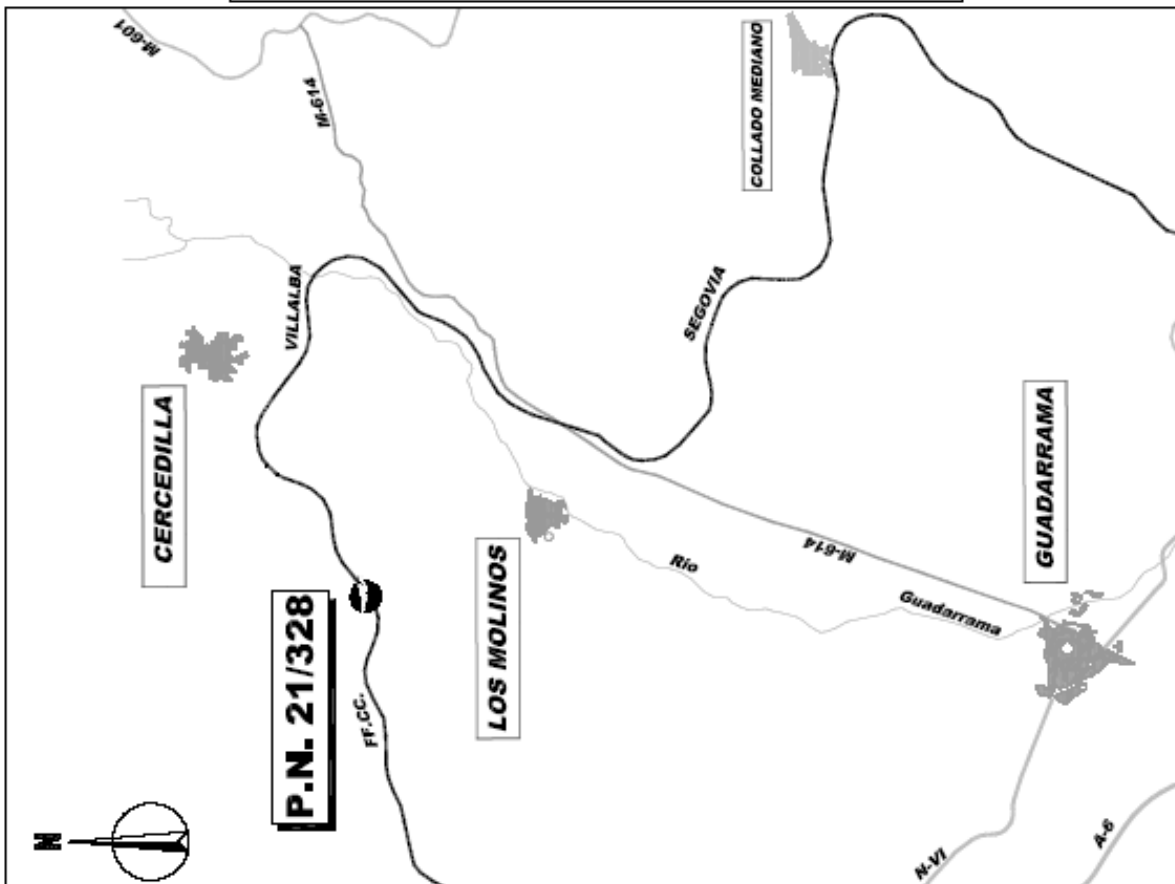 M-601
M-614
COLLADO MEDIANO
VILLALBA
SEGOVIA
CERCEDILLA
GUADARRAMA
P.N. 21/328
LOS MOLINOS
Río
M-614
Guadarrama
FF.CC.
N
N-VI
A-6